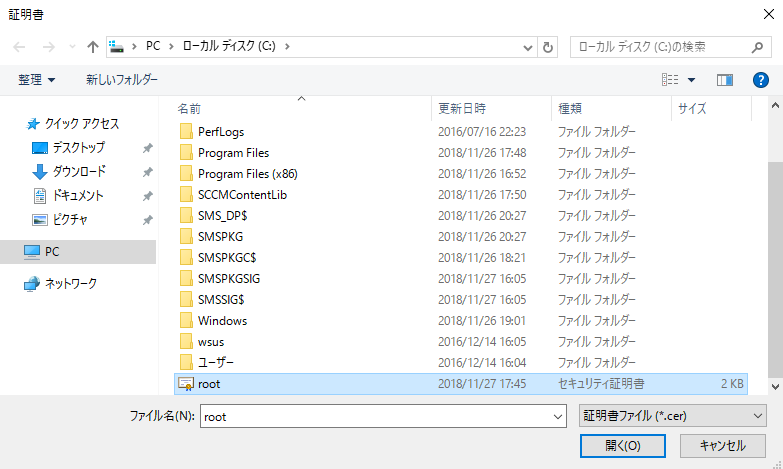 証明書
PC ローカル ディスク (C:)
ローカル ディスク (C:)の検索
整理 新しいフォルダー
名前 更新日時 種類 サイズ
クイック アクセス
デスクトップ
ダウンロード
ドキュメント
ピクチャ
PC
ネットワーク
PerfLogs 2016/07/16 22:23 ファイル フォルダー
Program Files 2018/11/26 17:48 ファイル フォルダー
Program Files (x86) 2018/11/26 16:52 ファイル フォルダー
SCCMContentLib 2018/11/26 17:50 ファイル フォルダー
SMS_DP$ 2018/11/26 20:27 ファイル フォルダー
SMSPKG 2018/11/26 20:27 ファイル フォルダー
SMSPKGC$ 2018/11/26 18:21 ファイル フォルダー
SMSPKGSIG 2018/11/27 16:05 ファイル フォルダー
SMSSIG$ 2018/11/27 16:05 ファイル フォルダー
Windows 2018/11/26 19:01 ファイル フォルダー
wsus 2016/12/14 16:05 ファイル フォルダー
ユーザー 2016/12/14 16:04 ファイル フォルダー
root 2018/11/27 17:45 セキュリティ証明書 2 KB
ファイル名(N): root 証明書ファイル (*.cer)
開く(O) キャンセル